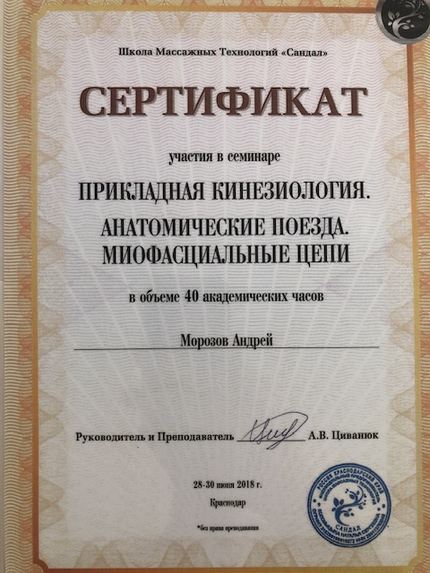 Школа Массажных Технологий «Сандал»
СЕРТИФИКАТ
участия в семинаре
ПРИКЛАДНАЯ КИНЕЗИОЛОГИЯ.
АНАТОМИЧЕСКИЕ ПОЕЗДА.
МИОФАСЦИАЛЬНЫЕ ЦЕПИ
в объеме 40 академических часов
Морозов Андрей
Руководитель и Преподаватель А.В. Циванюк
28-30 июня 2018 г.
Краснодар
*без права преподавания
САНДАЛ